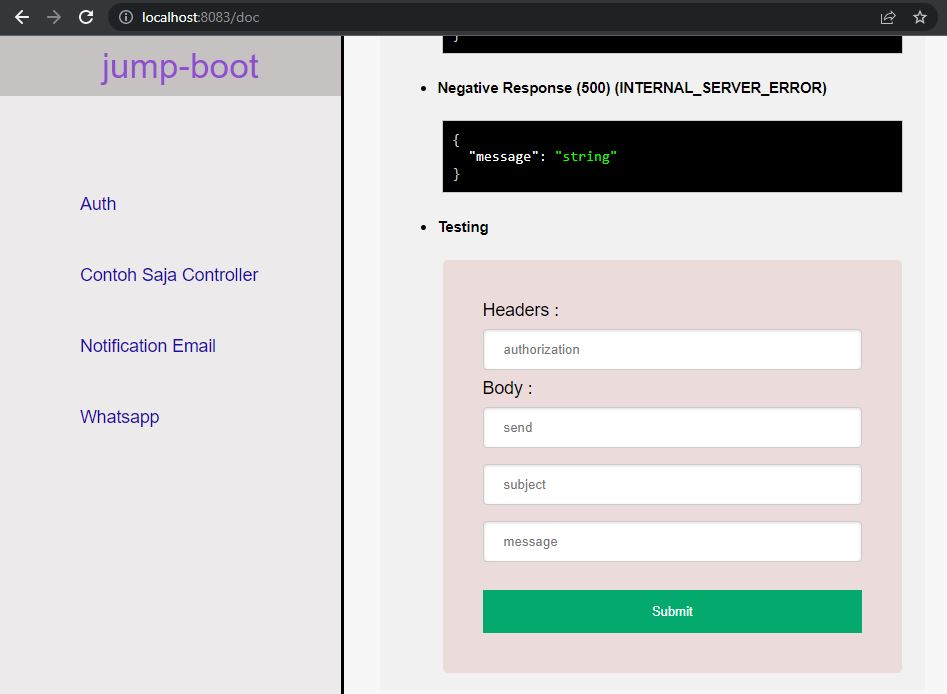 localhost:8083/doc
jump-boot
Auth
Contoh Saja Controller
Notification Email
Whatsapp
}
Negative Response (500) (INTERNAL_SERVER_ERROR)
{
"message": "string"
}
Testing
Headers :
authorization
Body :
send
subject
message
Submit